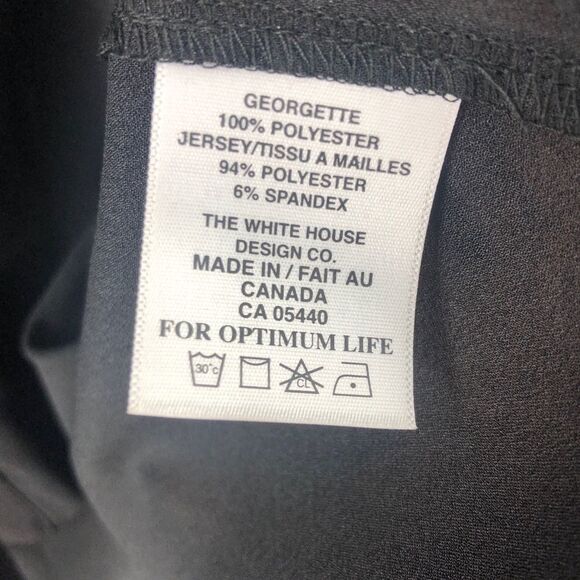 GEORGETTE
100% POLYESTER
JERSEY/TISSU A MAILLES
94% POLYESTER
6% SPANDEX
THE WHITE HOUSE
DESIGN CO.
MADE IN / FAIT AU
CANADA
CA 05440
FOR OPTIMUM LIFE
30°C CL